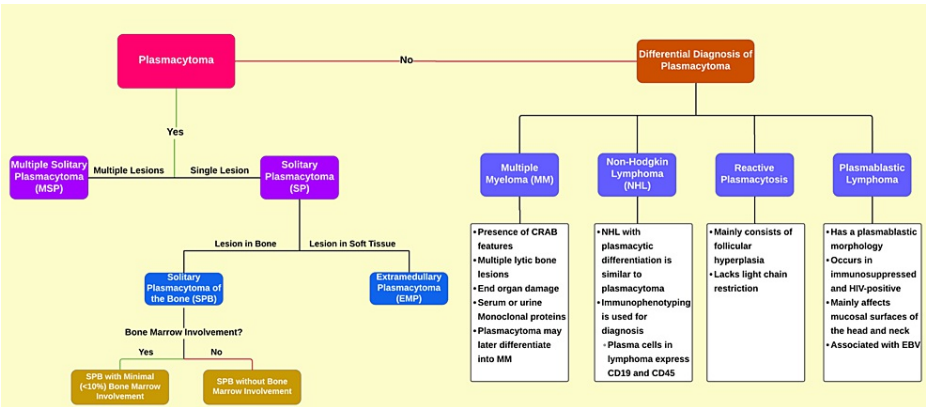 Plasmacytoma
No
Differential Diagnosis of
Plasmacytoma
Yes
Multiple Solitary
Plasmacytoma
(MSP)
Multiple Lesions
Single Lesion
Solitary
Plasmacytoma
(SP)
Lesion in Bone
Lesion in Soft Tissue
Solitary
Plasmacytoma of
the Bone (SPB)
Extramedullary
Plasmacytoma
(EMP)
Bone Marrow Involvement?
Yes
No
SPB with Minimal
(<10%) Bone Marrow
Involvement
SPB without Bone
Marrow Involvement
Multiple
Myeloma (MM)
• Presence of CRAB
features
• Multiple lytic bone
lesions
• End organ damage
• Serum or urine
Monoclonal proteins
• Plasmacytoma may
later differentiate
into MM
Non-Hodgkin
Lymphoma
(NHL)
• NHL with
plasmacytic
differentiation is
similar to
plasmacytoma
• Immunophenotyping
is used for
diagnosis
◦ Plasma cells in
lymphoma express
CD19 and CD45
Reactive
Plasmacytosis
• Mainly consists of
follicular
hyperplasia
• Lacks light chain
restriction
Plasmablastic
Lymphoma
• Has a plasmablastic
morphology
• Occurs in
immunosuppressed
and HIV-positive
• Mainly affects
mucosal surfaces of
the head and neck
• Associated with EBV